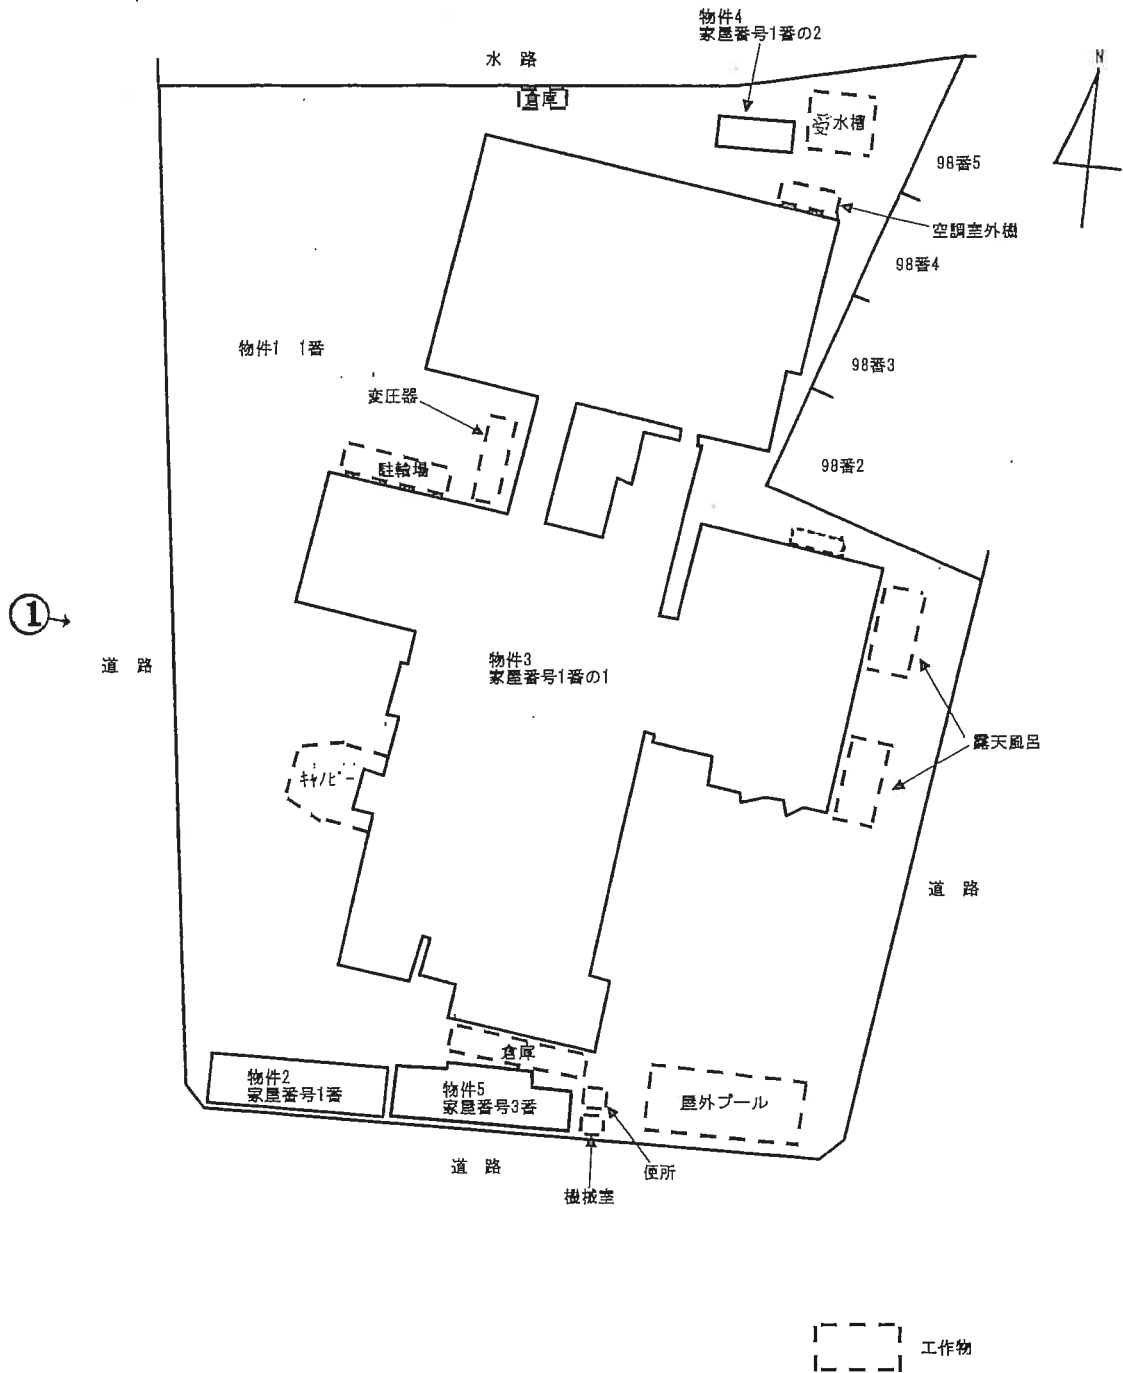 物件4
家屋番号1番の2
水 路
N
倉庫
受水槽
98番5
空調室外機
98番4
物件1 1番
98番3
変圧器
98番2
駐輪場
①→
道 路
物件3
家屋番号1番の1
露天風呂
キャノピー
道 路
倉庫
物件2
家屋番号1番
物件5
家屋番号3番
屋外プール
道 路
便所
機械室
工作物